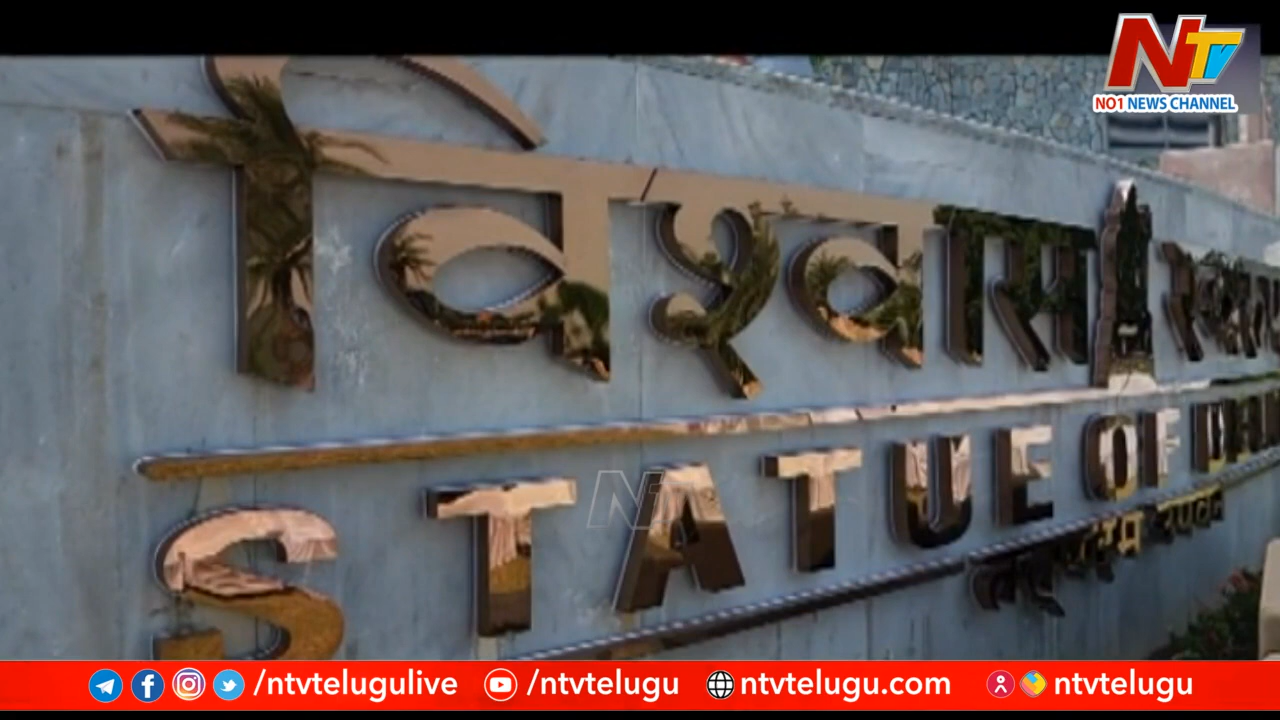 NTV
NO1 NEWS CHANNEL
विश्वास
STATUE OF
/ntvtelugulive /ntvtelugu ntvtelugu.com ntvtelugu